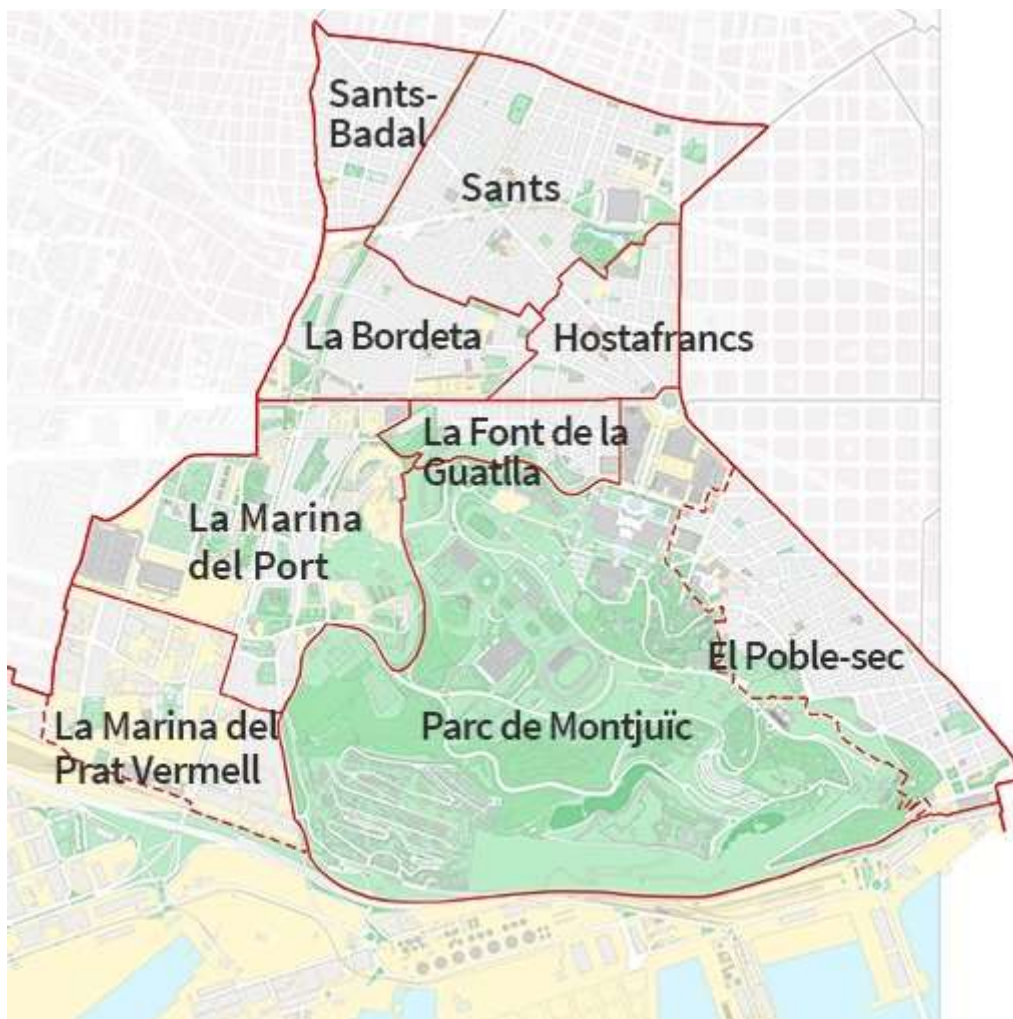 Sants-
Badal
Sants
La Bordeta
Hostafrancs
La Font de la
Guatlla
La Marina
del Port
El Poble-sec
La Marina del
Prat Vermell
Parc de Montjuïc